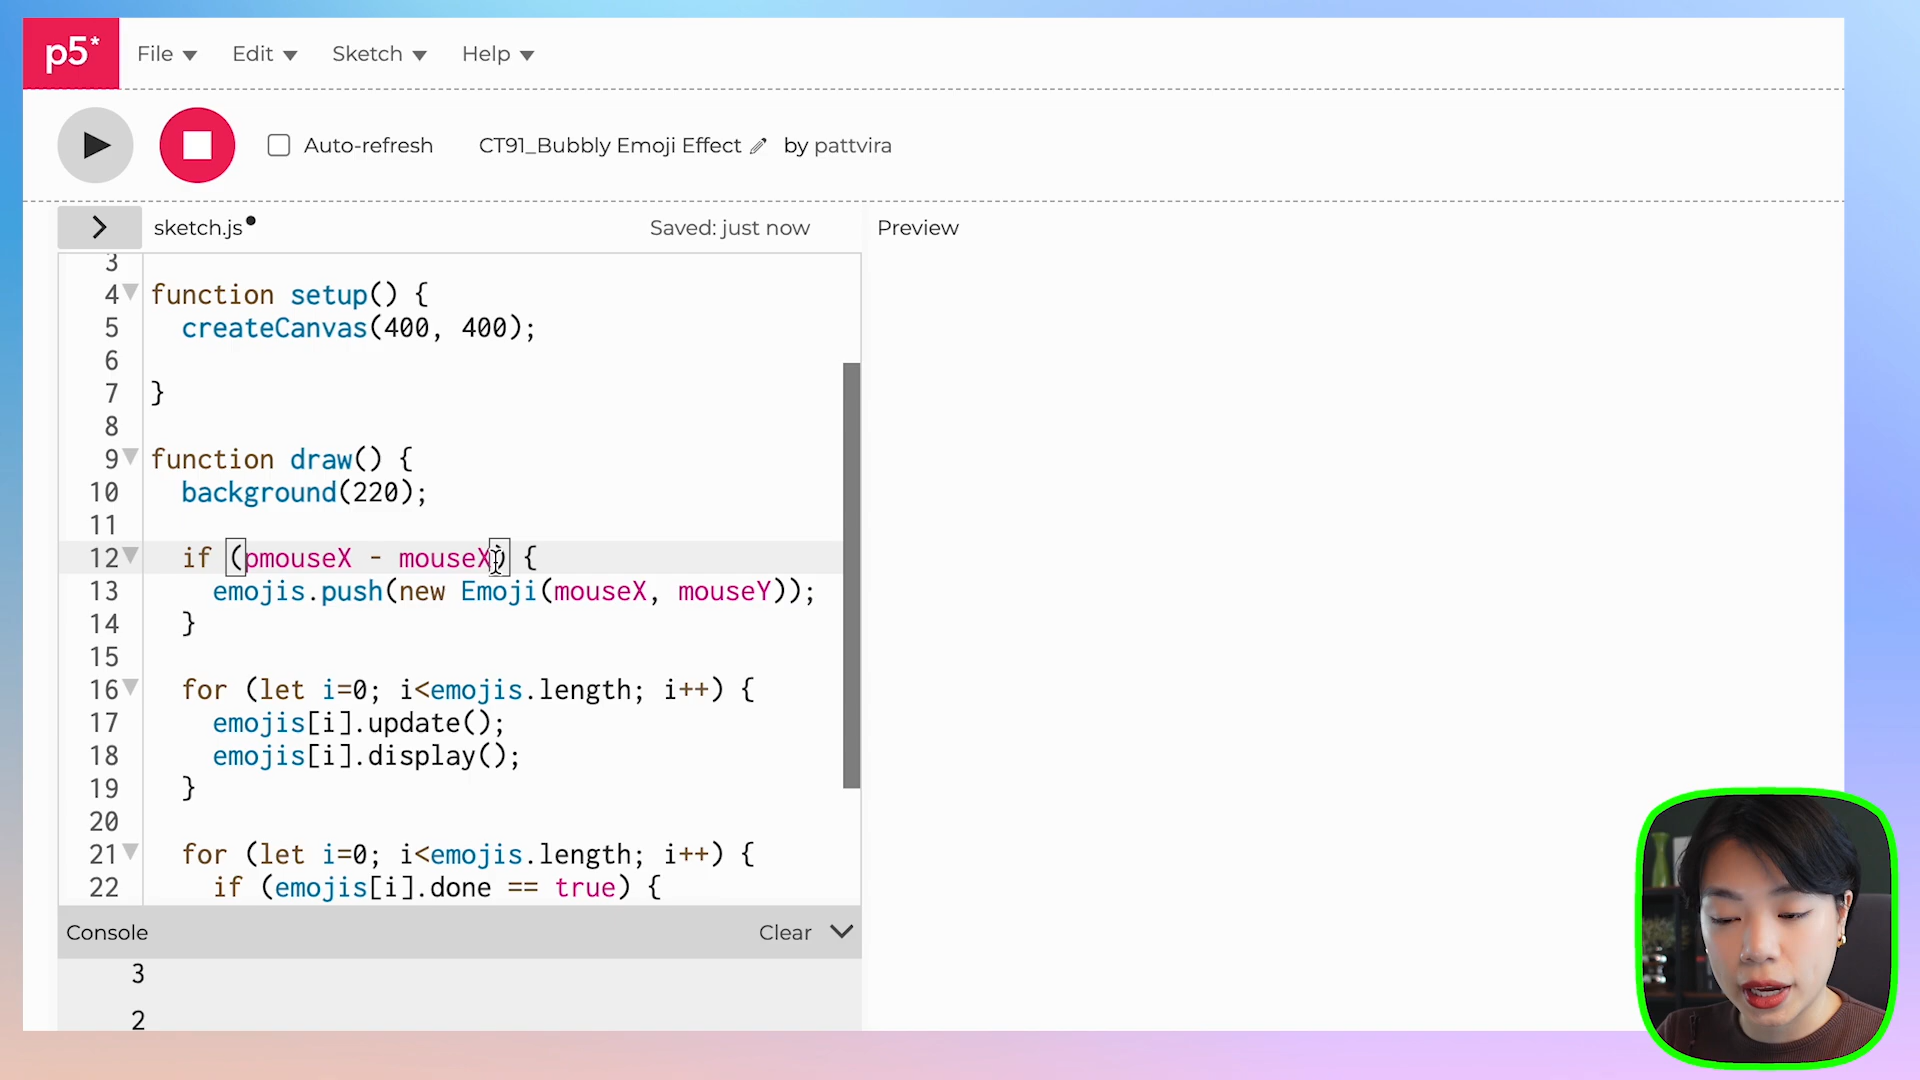 p5*
File Edit Sketch Help
Auto-refresh CT91_Bubbly Emoji Effect by pattvira
sketch.js Saved: just now Preview
3
4 function setup() {
5 createCanvas(400, 400);
6
7 }
8
9 function draw() {
10 background(220);
11
12 if (pmouseX - mouseX) {
13 emojis.push(new Emoji(mouseX, mouseY));
14 }
15
16 for (let i=0; i<emojis.length; i++) {
17 emojis[i].update();
18 emojis[i].display();
19 }
20
21 for (let i=0; i<emojis.length; i++) {
22 if (emojis[i].done == true) {
Console Clear
3
2